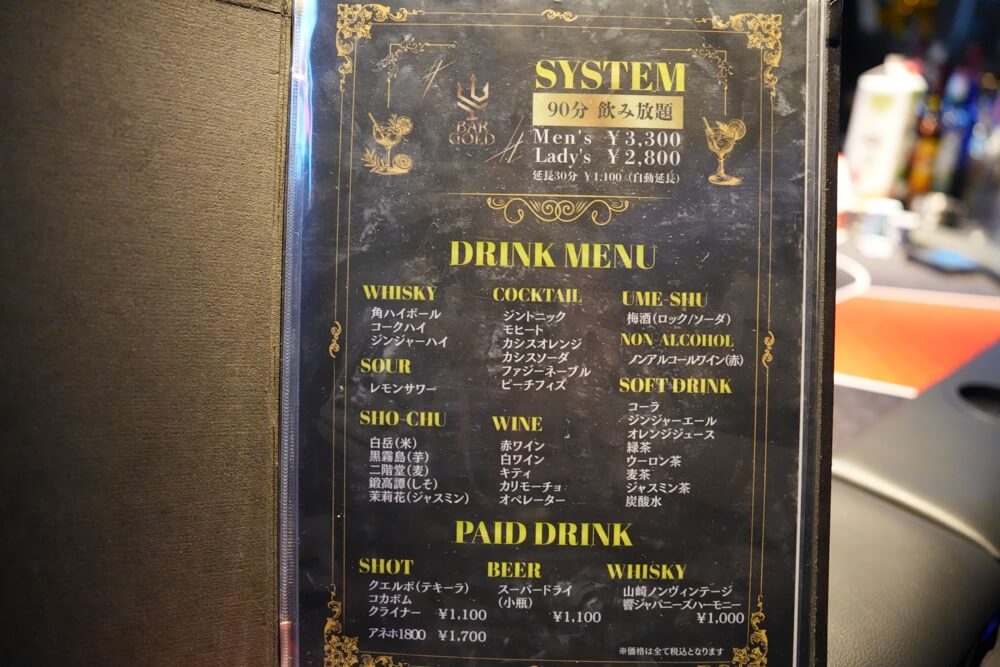 SYSTEM
90分 飲み放題
BAR
GOLD
Men's ¥3,300
Lady's ¥2,800
延長30分 ¥1,100（自動延長）
DRINK MENU
WHISKY
角ハイボール
コークハイ
ジンジャーハイ
SOUR
レモンサワー
SHO-CHU
白岳（米）
黒霧島（芋）
二階堂（麦）
鍛高譚（しそ）
茉莉花（ジャスミン）
COCKTAIL
ジントニック
モヒート
カシスオレンジ
カシスソーダ
ファジーネーブル
ピーチフィズ
WINE
赤ワイン
白ワイン
キティ
カリモーチョ
オペレーター
UME-SHU
梅酒（ロック/ソーダ）
NON ALCOHOL
ノンアルコールワイン（赤）
SOFT DRINK
コーラ
ジンジャーエール
オレンジジュース
緑茶
ウーロン茶
麦茶
ジャスミン茶
炭酸水
PAID DRINK
SHOT
クエルボ（テキーラ）
コカボム
クライナー ¥1,100
アネホ1800 ¥1,700
BEER
スーパードライ
（小瓶）
¥1,100
WHISKY
山崎ノンヴィンテージ
響ジャパニーズハーモニー
¥1,000
※価格は全て税込となります